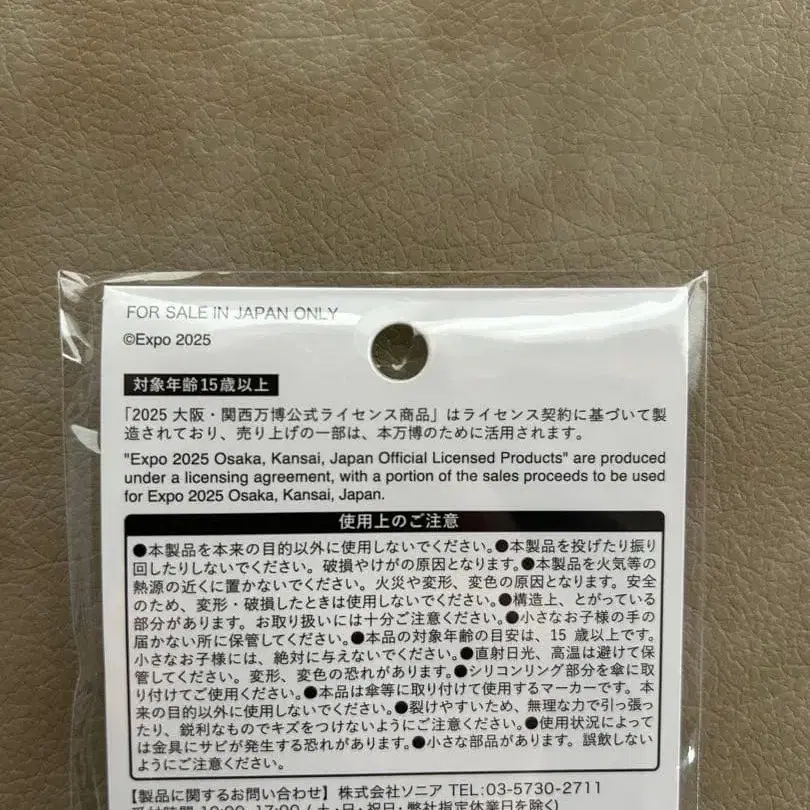 FOR SALE IN JAPAN ONLY
©Expo 2025
対象年齢15歳以上
「2025 大阪・関西万博公式ライセンス商品」はライセンス契約に基づいて製
造されており、売り上げの一部は、本万博のために活用されます。
"Expo 2025 Osaka, Kansai, Japan Official Licensed Products" are produced
under a licensing agreement, with a portion of the sales proceeds to be used
for Expo 2025 Osaka, Kansai, Japan.
使用上のご注意
●本製品を本来の目的以外に使用しないでください。●本製品を投げたり振り
回したりしないでください。破損やけがの原因となります。●本製品を火気等の
熱源の近くに置かないでください。火災や変形、変色の原因となります。安全
のため、変形・破損したときは使用しないでください。●構造上、とがっている
部分があります。お取り扱いには十分ご注意ください。●小さなお子様の手の
届かない所に保管してください。●本品の対象年齢の目安は、15 歳以上です。
小さなお子様には、絶対に与えないでください。●直射日光、高温は避けて保
管してください。変形、変色の恐れがあります。●シリコンリング部分を傘に取
り付けてご使用ください。●本品は傘等に取り付けて使用するマーカーです。本
来の目的以外に使用しないでください。●裂けやすいため、無理な力で引っ張っ
たり、鋭利なものでキズをつけないようにご注意ください。●使用状況によって
は金具にサビが発生する恐れがあります。●小さな部品があります。誤飲しない
ようにご注意ください。
【製品に関するお問い合わせ】 株式会社ソニア TEL:03-5730-2711
受付時間 10:00-17:00 / 土・日・祝日・弊社指定休業日を除く)